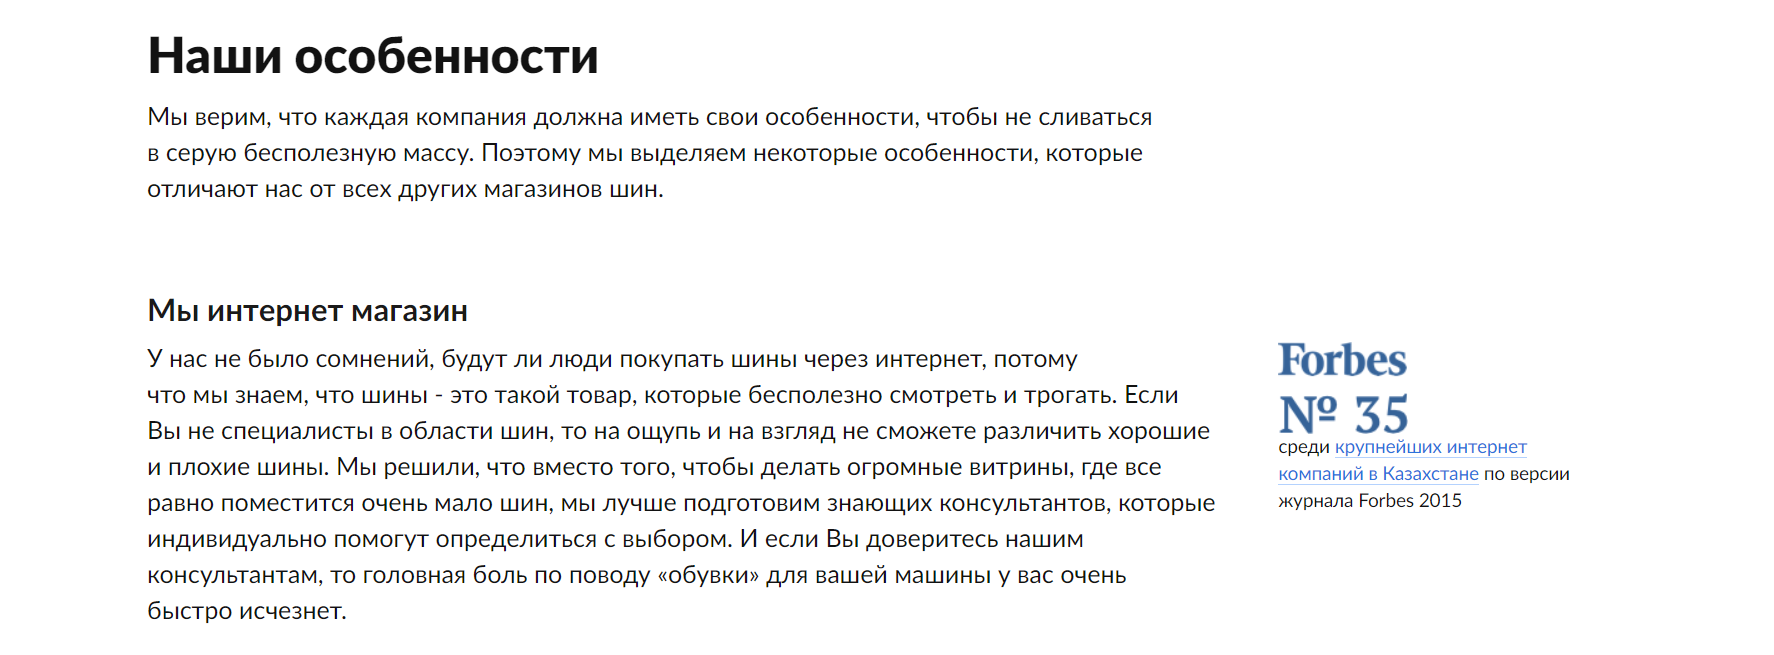 Наши особенности
Мы верим, что каждая компания должна иметь свои особенности, чтобы не сливаться
в серую бесполезную массу. Поэтому мы выделяем некоторые особенности, которые
отличают нас от всех других магазинов шин.
Мы интернет магазин
У нас не было сомнений, будут ли люди покупать шины через интернет, потому
что мы знаем, что шины - это такой товар, которые бесполезно смотреть и трогать. Если
Вы не специалисты в области шин, то на ощупь и на взгляд не сможете различить хорошие
и плохие шины. Мы решили, что вместо того, чтобы делать огромные витрины, где все
равно поместится очень мало шин, мы лучше подготовим знающих консультантов, которые
индивидуально помогут определиться с выбором. И если Вы доверитесь нашим
консультантам, то головная боль по поводу «обувки» для вашей машины у вас очень
быстро исчезнет.
Forbes
№ 35
среди крупнейших интернет
компаний в Казахстане по версии
журнала Forbes 2015